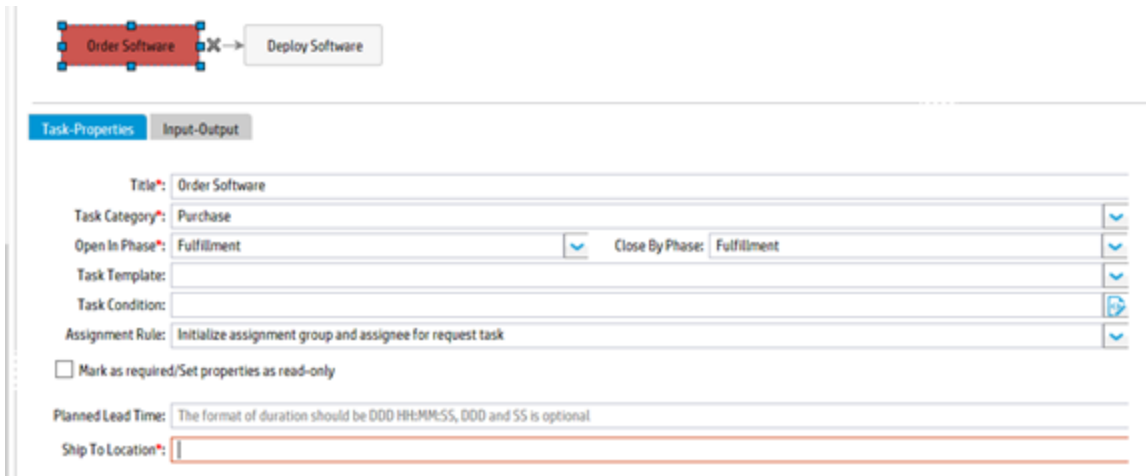 Order Software Deploy Software
Task-Properties Input-Output
Title*: Order Software
Task Category*: Purchase
Open In Phase*: Fulfillment Close By Phase: Fulfillment
Task Template:
Task Condition:
Assignment Rule: Initialize assignment group and assignee for request task
Mark as required/Set properties as read-only
Planned Lead Time: The format of duration should be DDD HH:MM:SS, DDD and SS is optional
Ship To Location*: